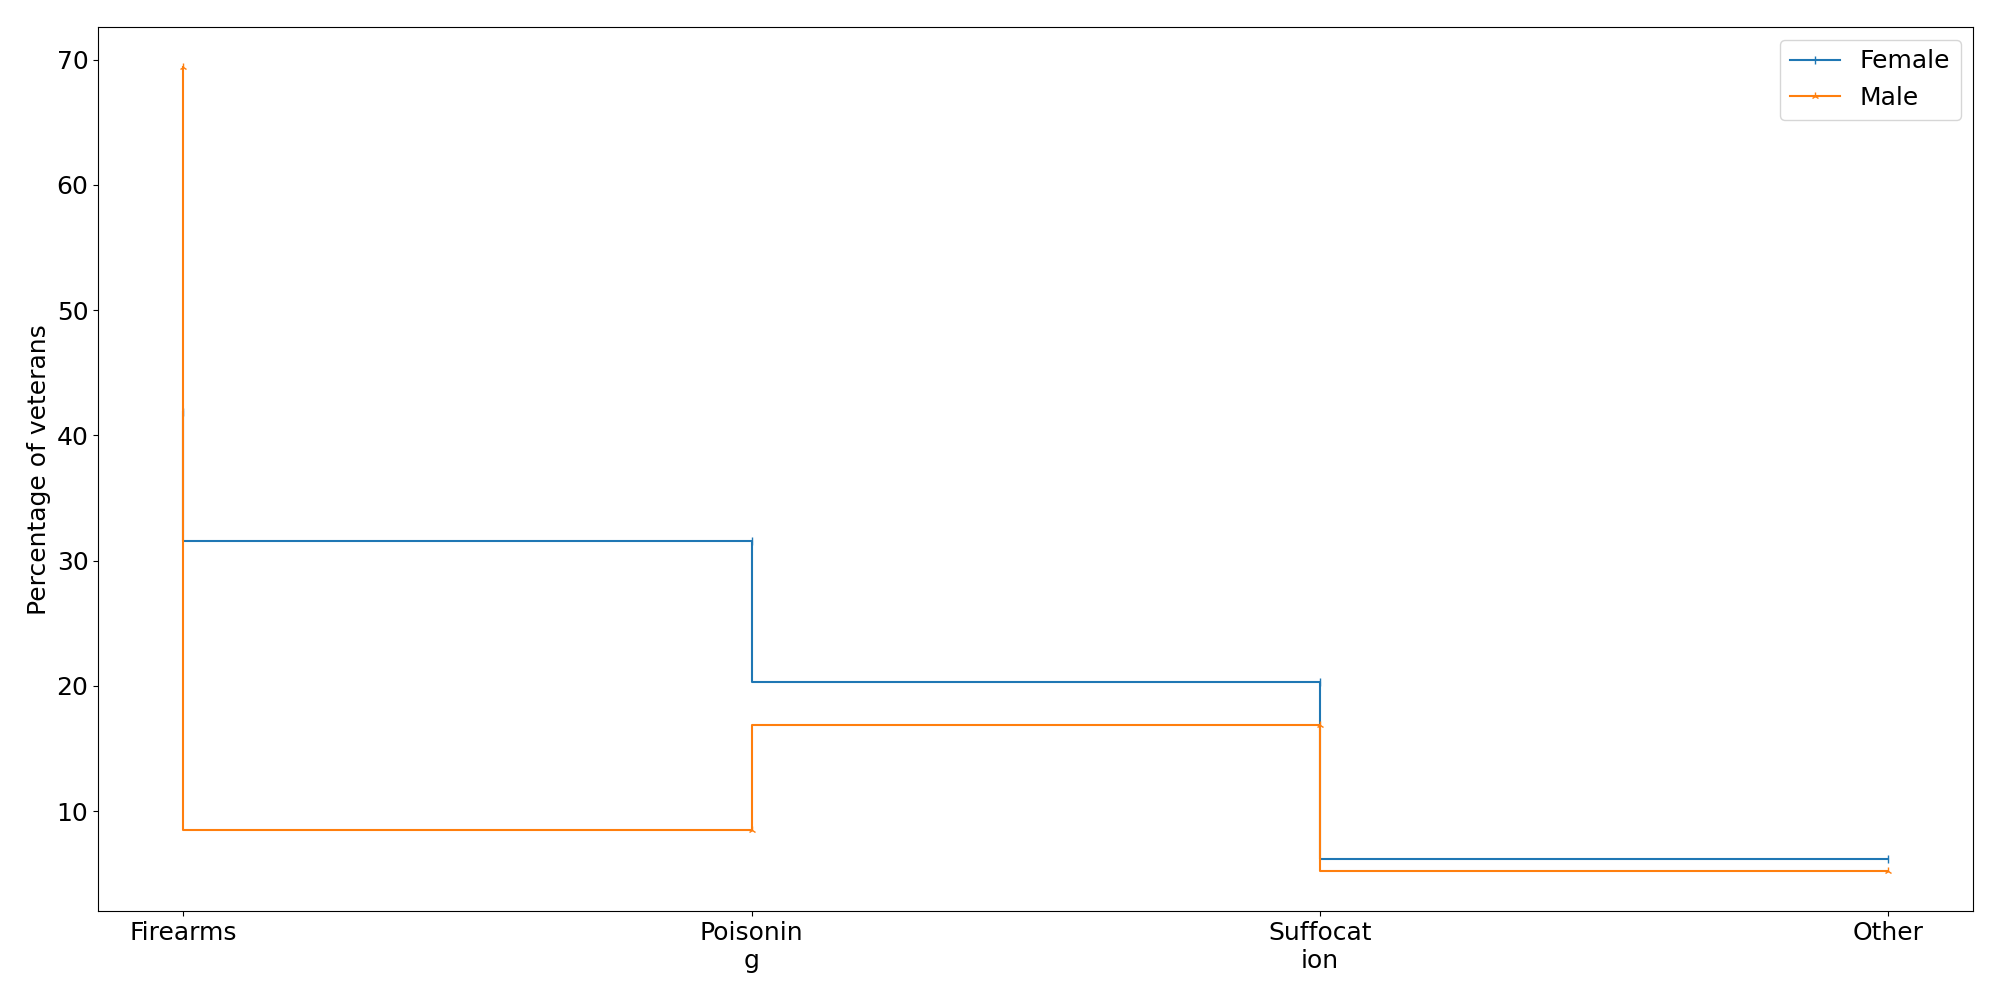 Female
Male
Percentage of veterans
70
60
50
40
30
20
10
Firearms
Poisonin
g
Suffocat
ion
Other